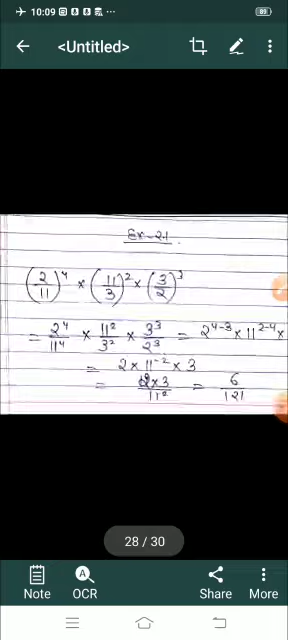 10:09
89
<Untitled>
Ex-21.
(2/11)^4 × (11/3)^2 × (3/2)^3
= 2^4/11^4 × 11^2/3^2 × 3^3/2^3 = 2^(4-3) × 11^(2-4) ×
= 2 × 11^-2 × 3
= 2×3/11^2 = 6/121
28 / 30
Note OCR Share More